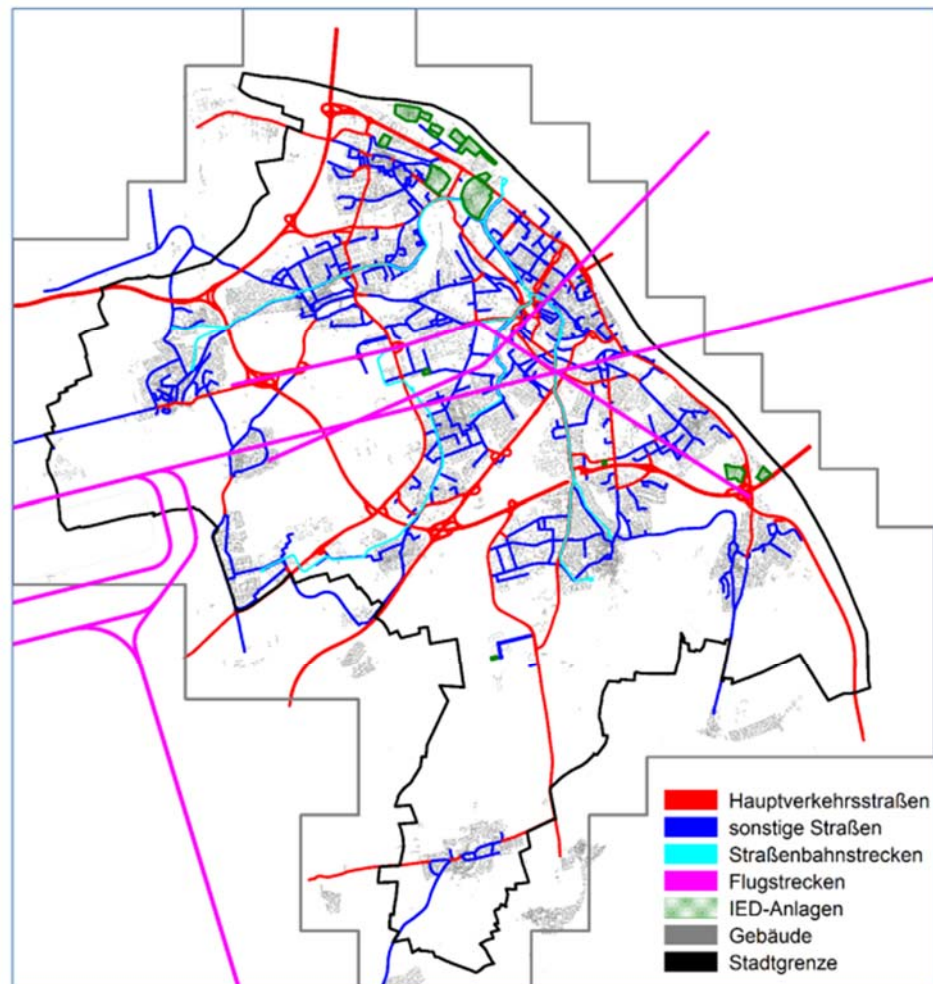 Hauptverkehrsstraßen
sonstige Straßen
Straßenbahnstrecken
Flugstrecken
IED-Anlagen
Gebäude
Stadtgrenze